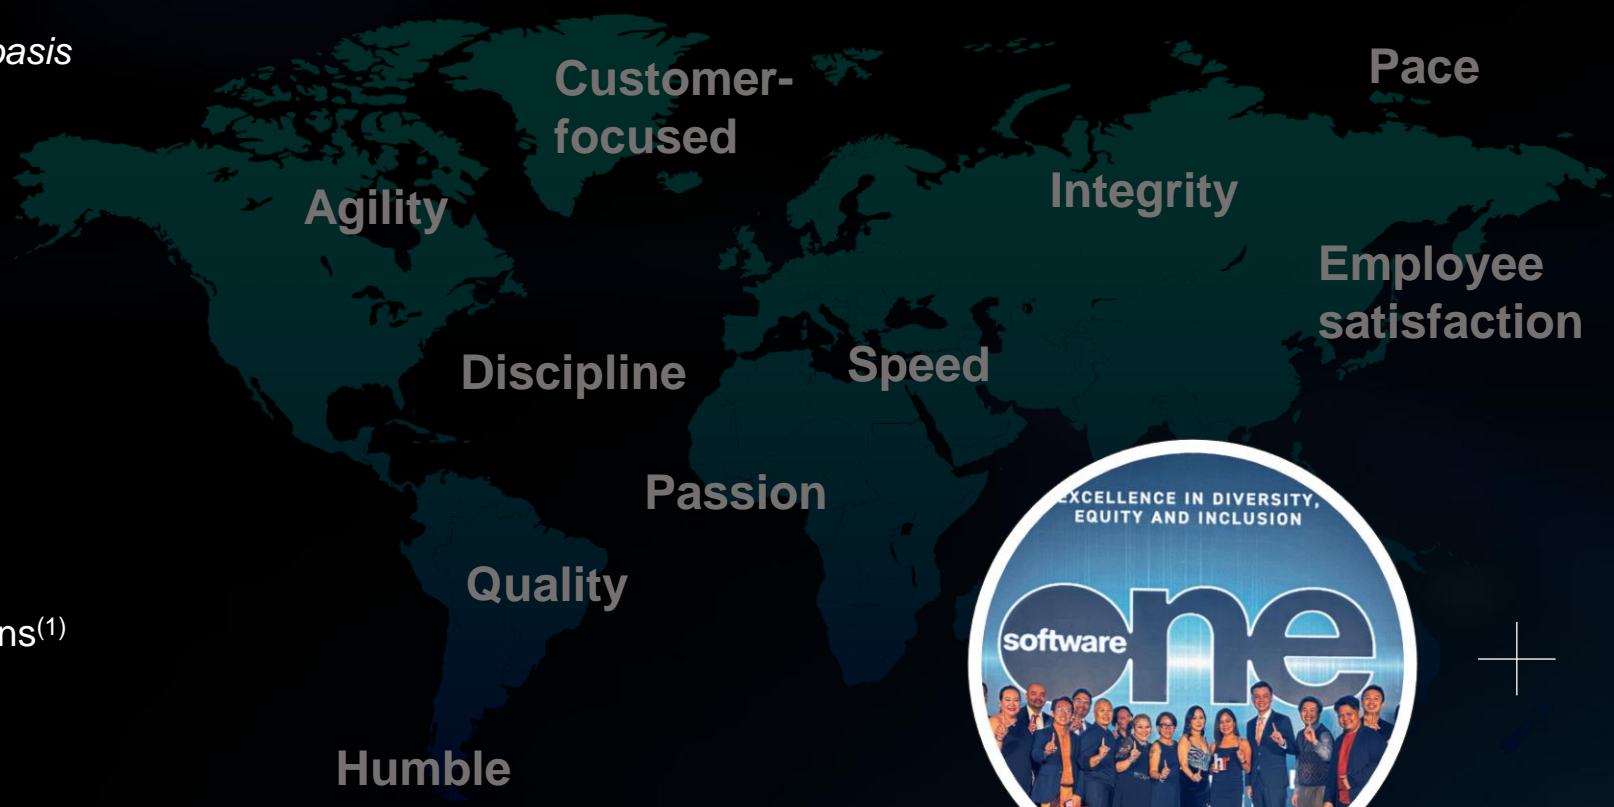 basis
Customer-
focused
Pace
Agility
Integrity
Employee
satisfaction
Discipline
Speed
Passion
EXCELLENCE IN DIVERSITY,
EQUITY AND INCLUSION
Quality
ns(1)
software
one
Humble